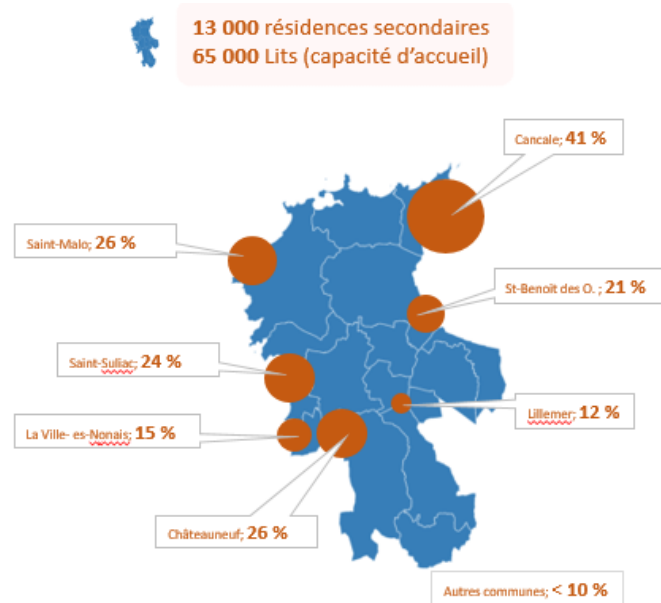 13 000 résidences secondaires
65 000 Lits (capacité d'accueil)
Cancale; 41 %
Saint-Malo; 26 %
St-Benoît des O. ; 21 %
Saint-Suliac; 24 %
Lillemer; 12 %
La Ville- es-Nonais; 15 %
Châteauneuf; 26 %
Autres communes; < 10 %